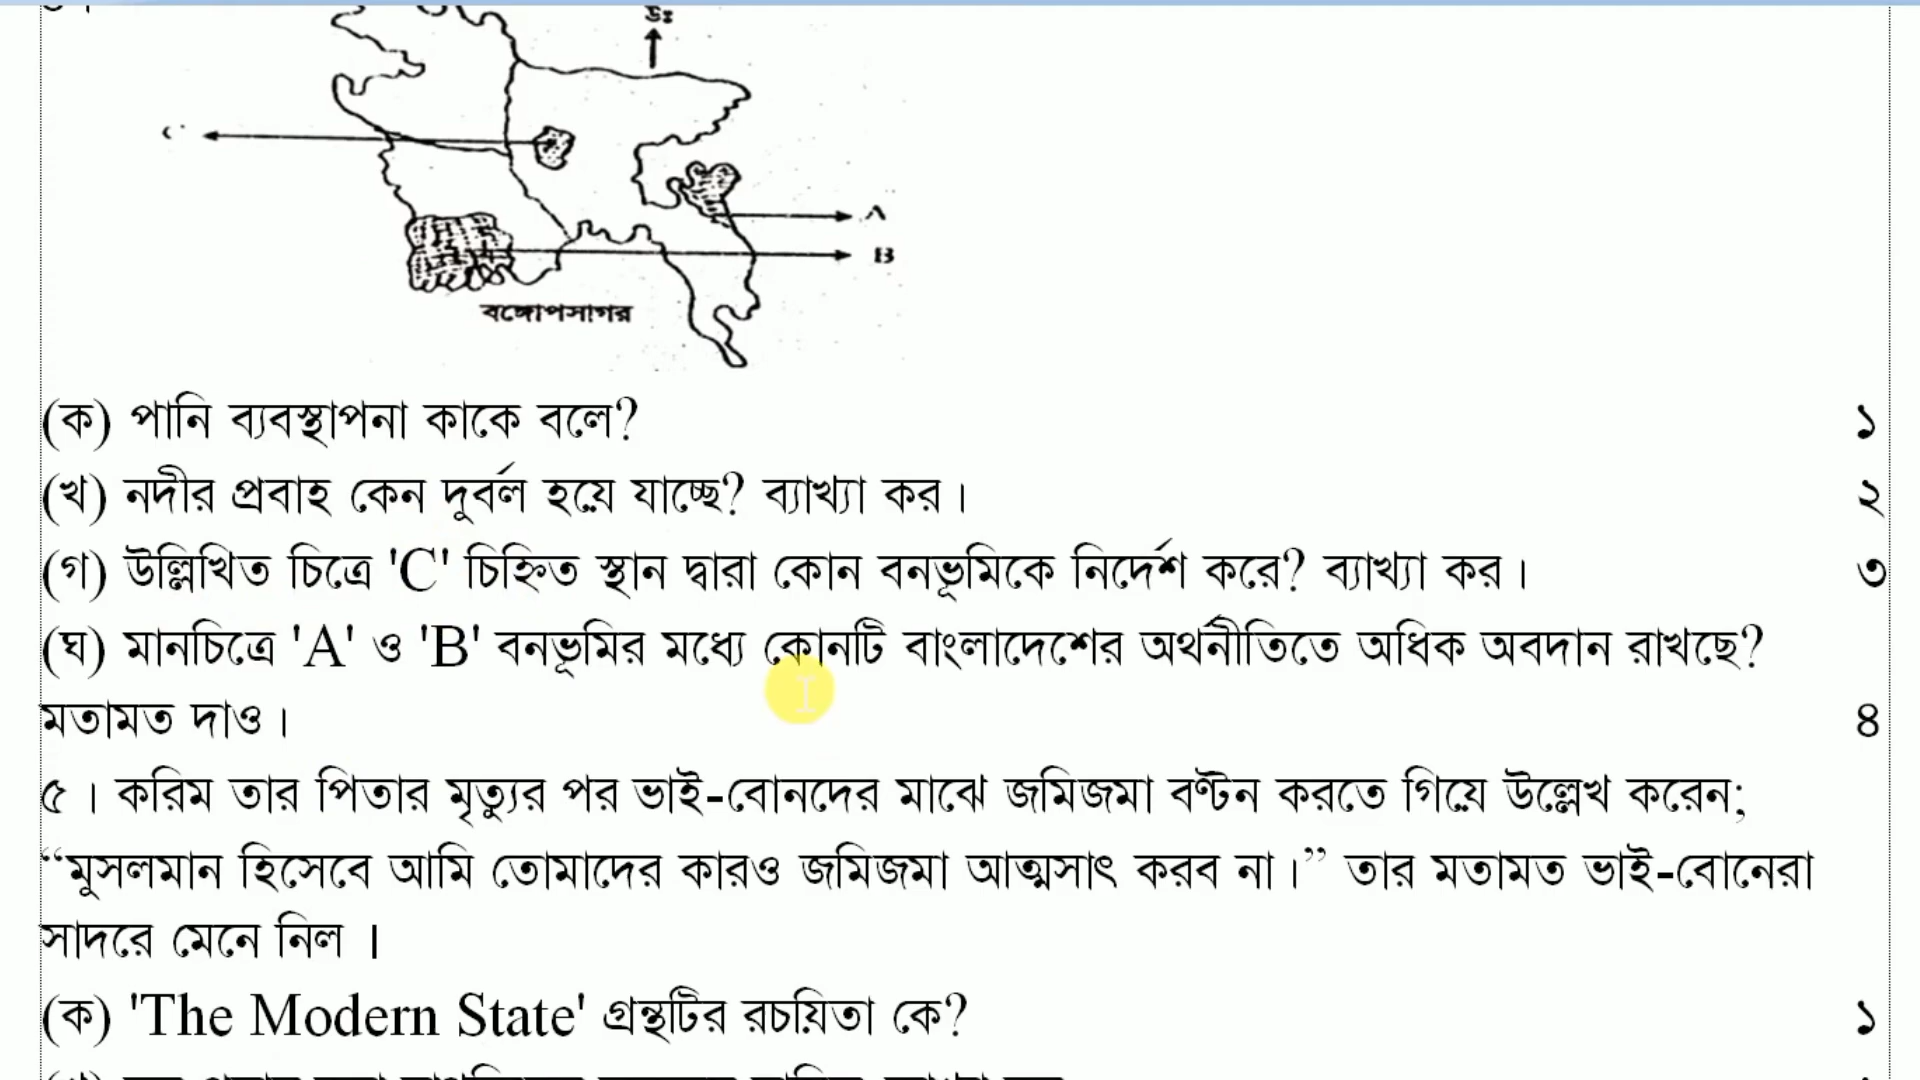 উঃ
C
A
B
বঙ্গোপসাগর
(ক) পানি ব্যবস্থাপনা কাকে বলে? ১
(খ) নদীর প্রবাহ কেন দুর্বল হয়ে যাচ্ছে? ব্যাখ্যা কর। ২
(গ) উল্লিখিত চিত্রে 'C' চিহ্নিত স্থান দ্বারা কোন বনভূমিকে নির্দেশ করে? ব্যাখ্যা কর। ৩
(ঘ) মানচিত্রে 'A' ও 'B' বনভূমির মধ্যে কোনটি বাংলাদেশের অর্থনীতিতে অধিক অবদান রাখছে?
মতামত দাও। ৪
৫। করিম তার পিতার মৃত্যুর পর ভাই-বোনদের মাঝে জমিজমা বণ্টন করতে গিয়ে উল্লেখ করেন;
“মুসলমান হিসেবে আমি তোমাদের কারও জমিজমা আত্মসাৎ করব না।” তার মতামত ভাই-বোনেরা
সাদরে মেনে নিল ।
(ক) 'The Modern State' গ্রন্থটির রচয়িতা কে? ১